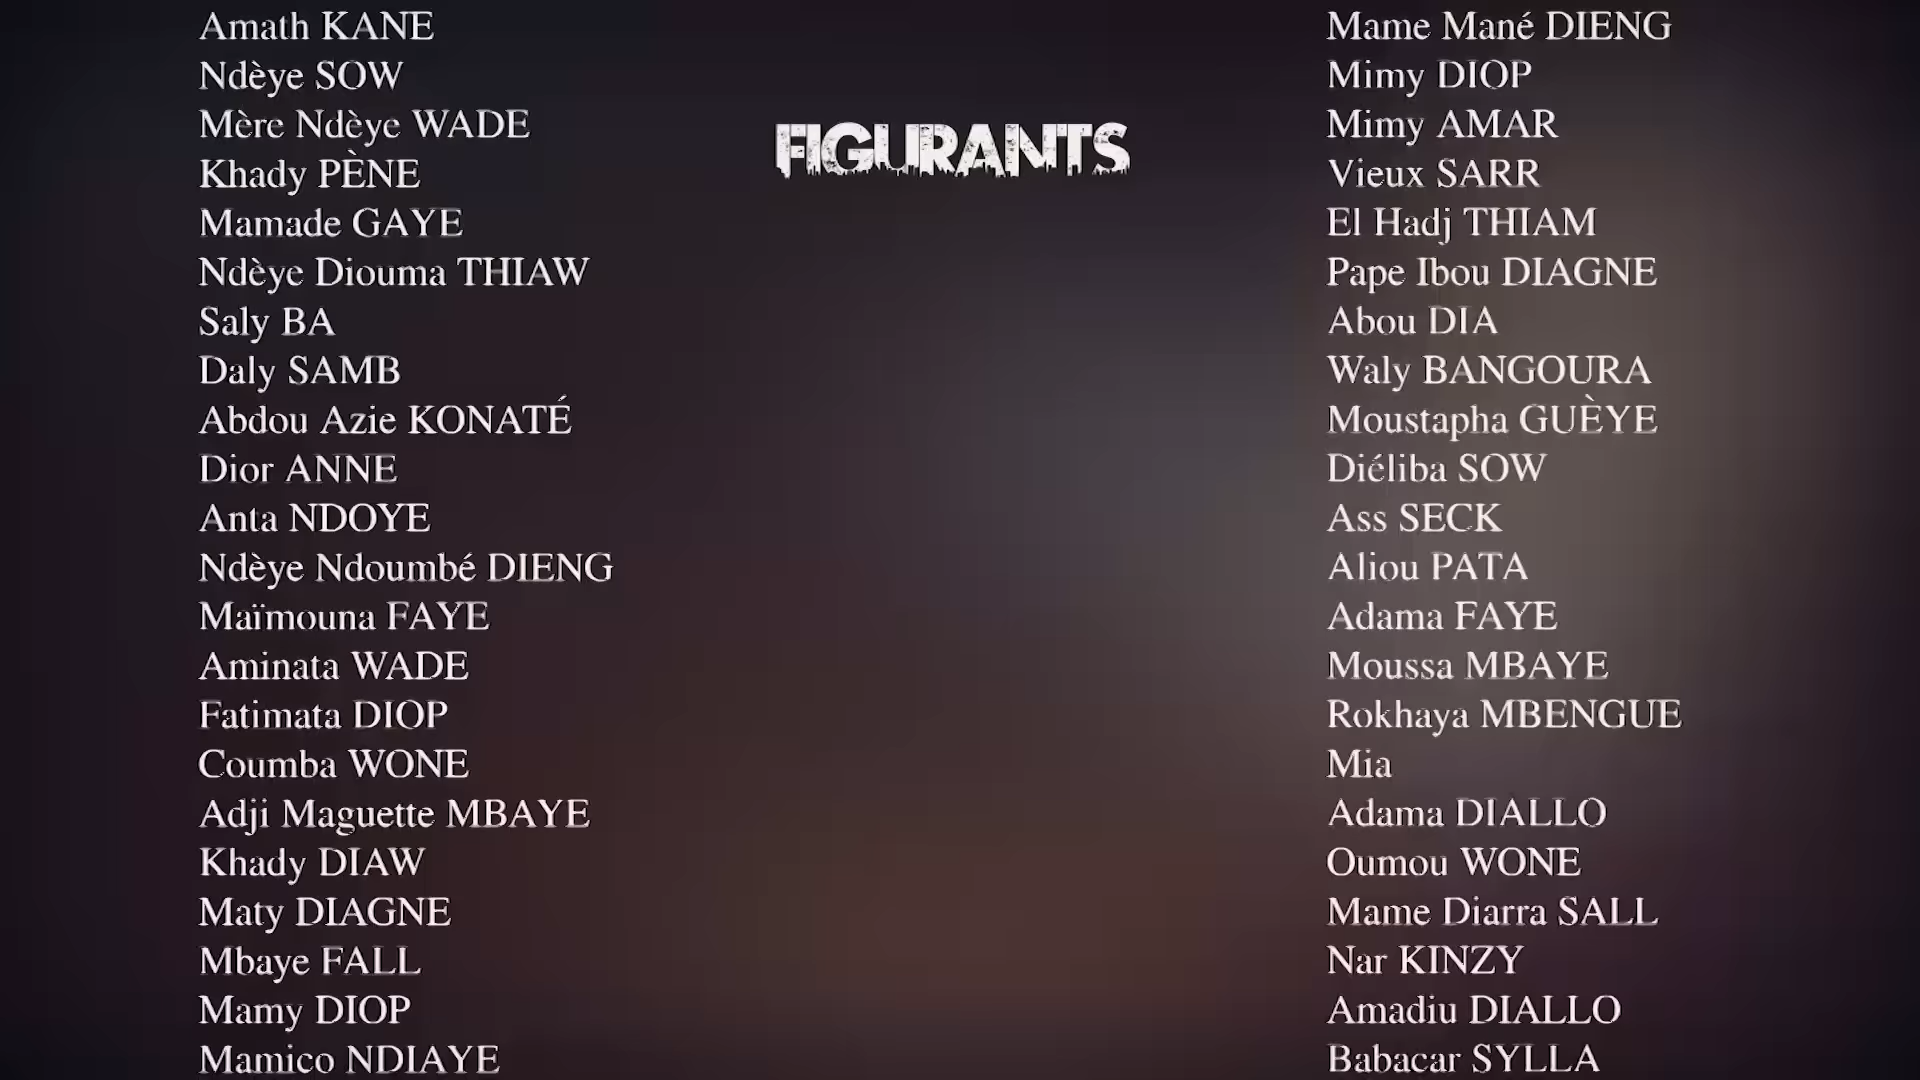 FIGURANTS
Amath KANE
Ndèye SOW
Mère Ndèye WADE
Khady PÈNE
Mamade GAYE
Ndèye Diouma THIAW
Saly BA
Daly SAMB
Abdou Azie KONATÉ
Dior ANNE
Anta NDOYE
Ndèye Ndoumbé DIENG
Maïmouna FAYE
Aminata WADE
Fatimata DIOP
Coumba WONE
Adji Maguette MBAYE
Khady DIAW
Maty DIAGNE
Mbaye FALL
Mamy DIOP
Mamico NDIAYE
Mame Mané DIENG
Mimy DIOP
Mimy AMAR
Vieux SARR
El Hadj THIAM
Pape Ibou DIAGNE
Abou DIA
Waly BANGOURA
Moustapha GUÈYE
Diéliba SOW
Ass SECK
Aliou PATA
Adama FAYE
Moussa MBAYE
Rokhaya MBENGUE
Mia
Adama DIALLO
Oumou WONE
Mame Diarra SALL
Nar KINZY
Amadiu DIALLO
Babacar SYLLA